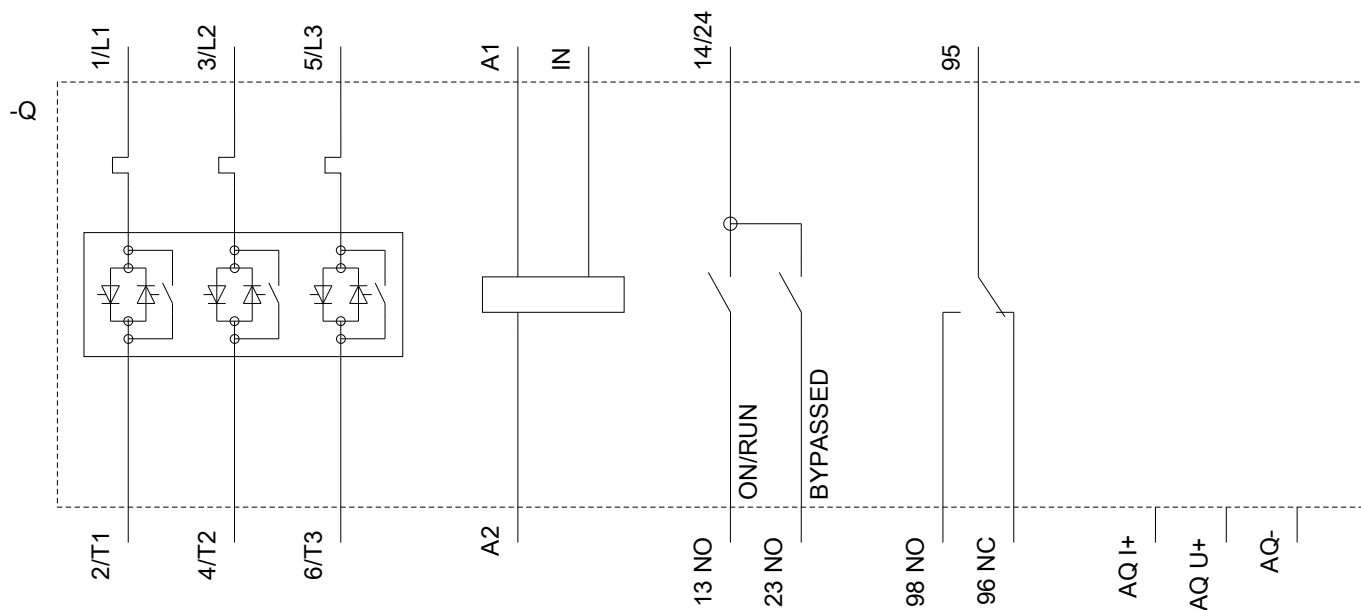 1/L1
3/L2
5/L3
A1
IN
14/24
95
-Q
ON/RUN
BYPASSED
2/T1
4/T2
6/T3
A2
13 NO
23 NO
98 NO
96 NC
AQ I+
AQ U+
AQ-